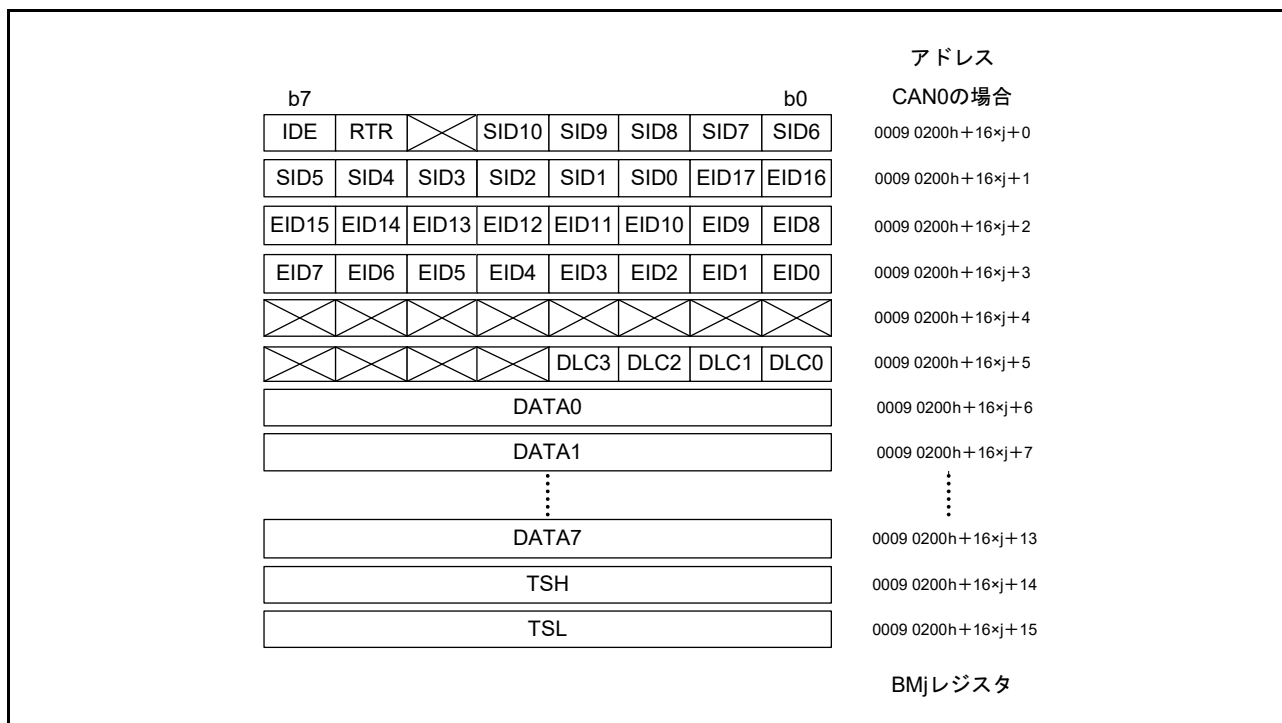 アドレス
b7 b0 CAN0の場合
IDE RTR SID10 SID9 SID8 SID7 SID6 0009 0200h+16×j+0
SID5 SID4 SID3 SID2 SID1 SID0 EID17 EID16 0009 0200h+16×j+1
EID15 EID14 EID13 EID12 EID11 EID10 EID9 EID8 0009 0200h+16×j+2
EID7 EID6 EID5 EID4 EID3 EID2 EID1 EID0 0009 0200h+16×j+3
0009 0200h+16×j+4
DLC3 DLC2 DLC1 DLC0 0009 0200h+16×j+5
DATA0 0009 0200h+16×j+6
DATA1 0009 0200h+16×j+7
DATA7 0009 0200h+16×j+13
TSH 0009 0200h+16×j+14
TSL 0009 0200h+16×j+15
BMjレジスタ